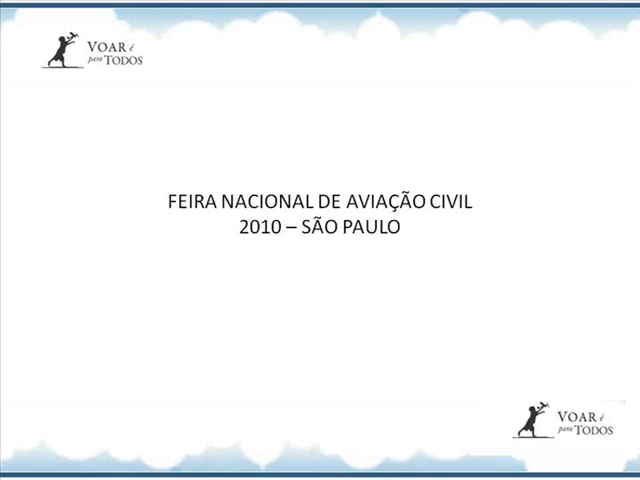 VOAR é
para TODOS
FEIRA NACIONAL DE AVIAÇÃO CIVIL
2010 – SÃO PAULO
VOAR é
para TODOS